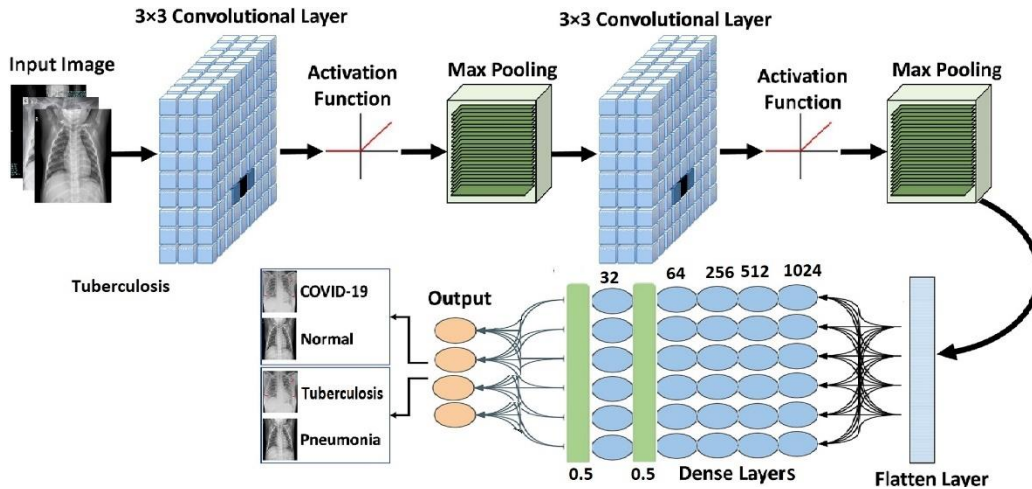 3×3 Convolutional Layer
3×3 Convolutional Layer
Input Image
Activation
Function
Max Pooling
Activation
Function
Max Pooling
Tuberculosis
COVID-19
Normal
Tuberculosis
Pneumonia
Output
32
64
256
512
1024
0.5
0.5
Dense Layers
Flatten Layer